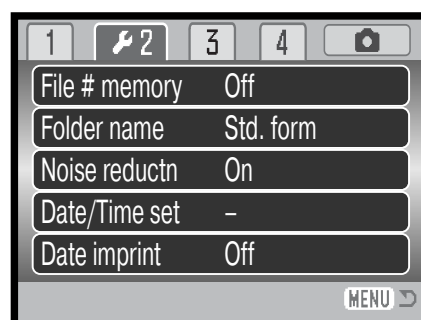 1 2 3 4
File # memory Off
Folder name Std. form
Noise reductn On
Date/Time set –
Date imprint Off
MENU